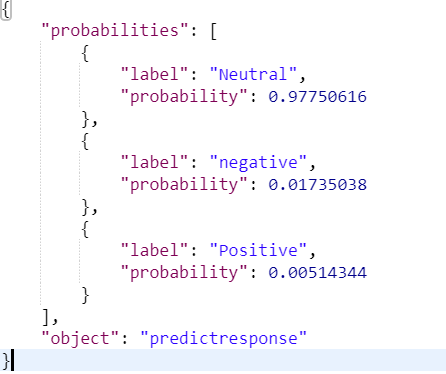 {
    "probabilities": [
        {
            "label": "Neutral",
            "probability": 0.97750616
        },
        {
            "label": "negative",
            "probability": 0.01735038
        },
        {
            "label": "Positive",
            "probability": 0.00514344
        }
    ],
    "object": "predictresponse"
}